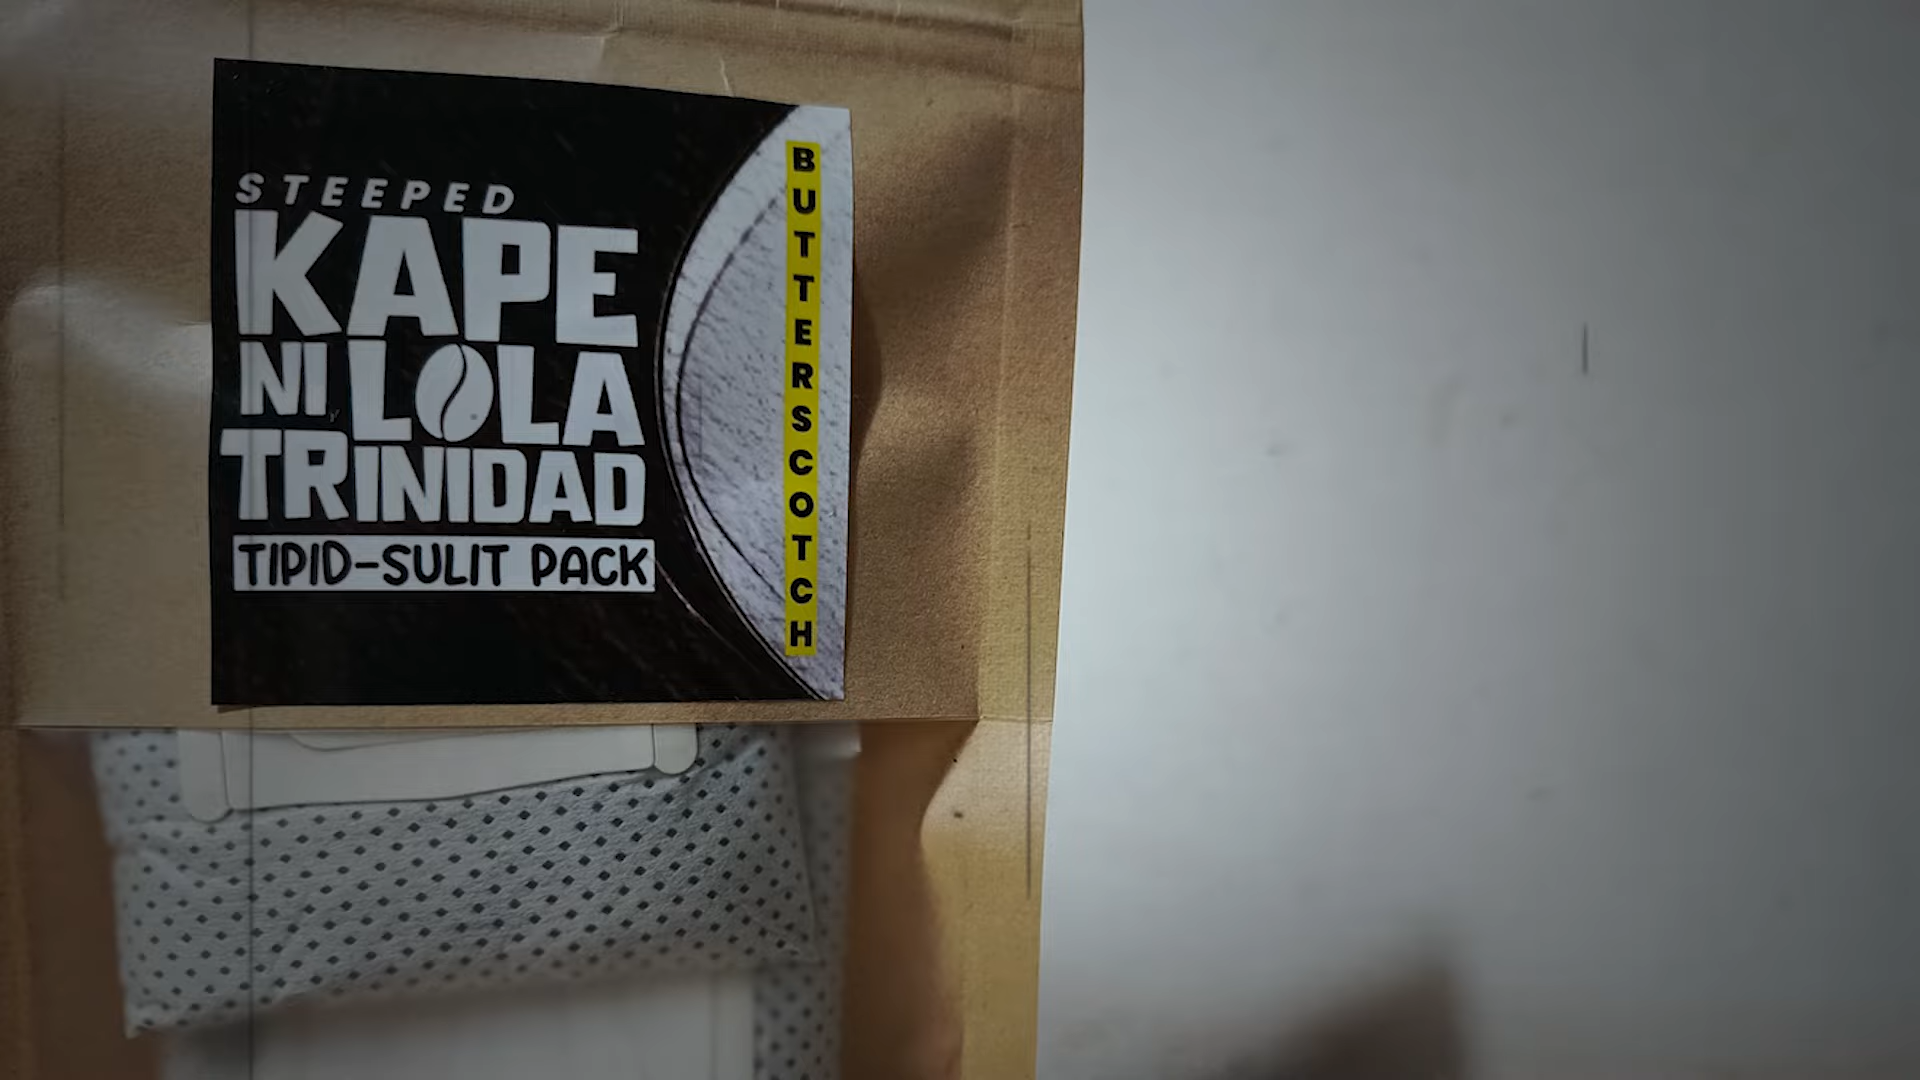 STEEPED
KAPE
NI LOLA
TRINIDAD
TIPID-SULIT PACK
BUTTERSCOTCH